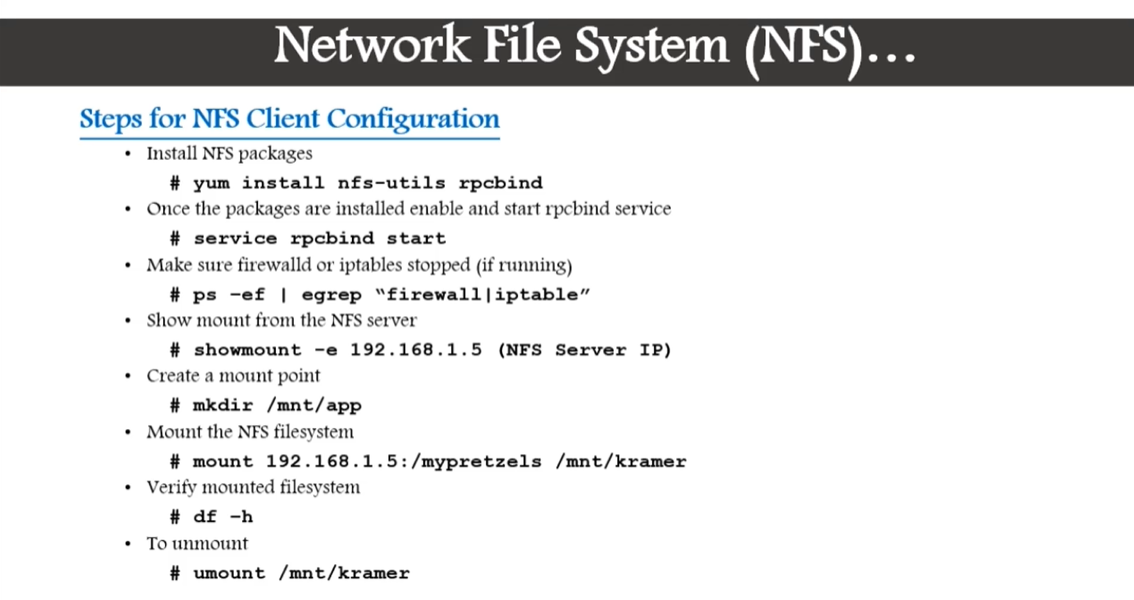 Network File System (NFS)...
Steps for NFS Client Configuration
• Install NFS packages
# yum install nfs-utils rpcbind
• Once the packages are installed enable and start rpcbind service
# service rpcbind start
• Make sure firewalld or iptables stopped (if running)
# ps –ef | egrep “firewall|iptable”
• Show mount from the NFS server
# showmount -e 192.168.1.5 (NFS Server IP)
• Create a mount point
# mkdir /mnt/app
• Mount the NFS filesystem
# mount 192.168.1.5:/mypretzels /mnt/kramer
• Verify mounted filesystem
# df –h
• To unmount
# umount /mnt/kramer